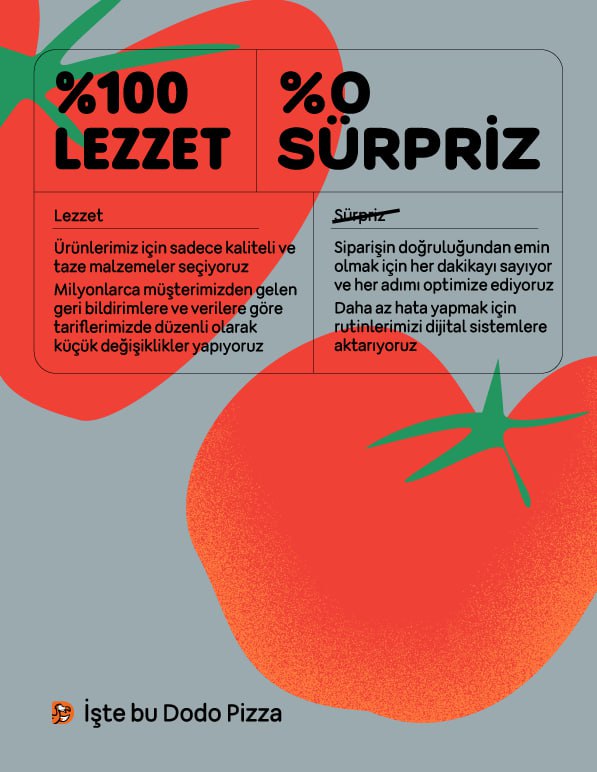 %100
LEZZET
%0
SÜRPRİZ
Lezzet
Ürünlerimiz için sadece kaliteli ve
taze malzemeler seçiyoruz
Milyonlarca müşterimizden gelen
geri bildirimlere ve verilere göre
tariflerimizde düzenli olarak
küçük değişiklikler yapıyoruz
Sürpriz
Siparişin doğruluğundan emin
olmak için her dakikayı sayıyor
ve her adımı optimize ediyoruz
Daha az hata yapmak için
rutinlerimizi dijital sistemlere
aktarıyoruz
İşte bu Dodo Pizza